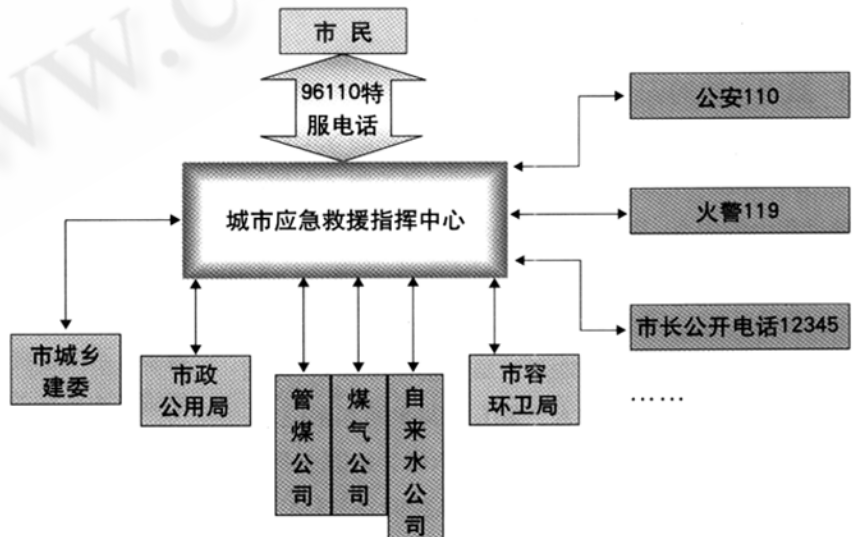 市民
96110特
服电话
公安110
城市应急救援指挥中心
火警119
市长公开电话12345
市城乡
建委
市政
公用局
管煤公司
煤气公司
自来水公司
市容
环卫局
……